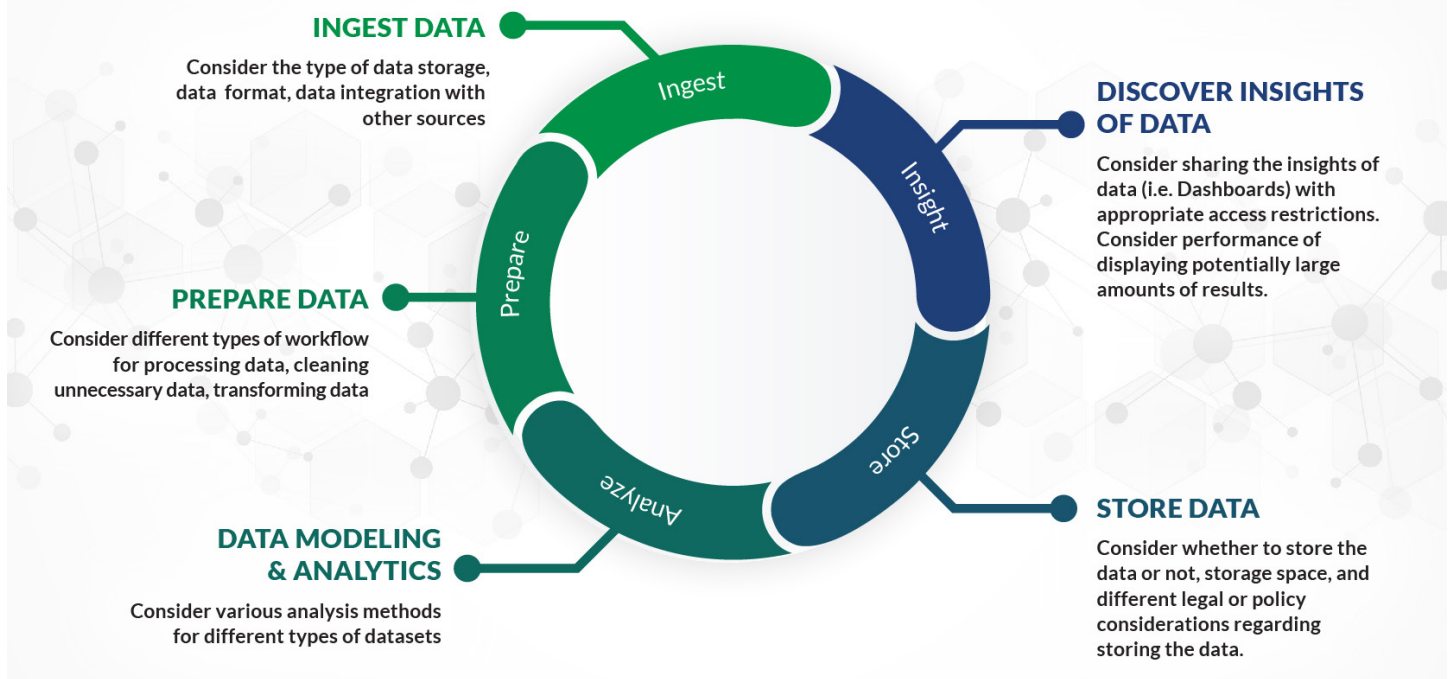 INGEST DATA
Consider the type of data storage,
data format, data integration with
other sources
PREPARE DATA
Consider different types of workflow
for processing data, cleaning
unnecessary data, transforming data
DATA MODELING
& ANALYTICS
Consider various analysis methods
for different types of datasets
Ingest
Prepare
Analyze
Store
Insight
DISCOVER INSIGHTS
OF DATA
Consider sharing the insights of
data (i.e. Dashboards) with
appropriate access restrictions.
Consider performance of
displaying potentially large
amounts of results.
STORE DATA
Consider whether to store the
data or not, storage space, and
different legal or policy
considerations regarding
storing the data.